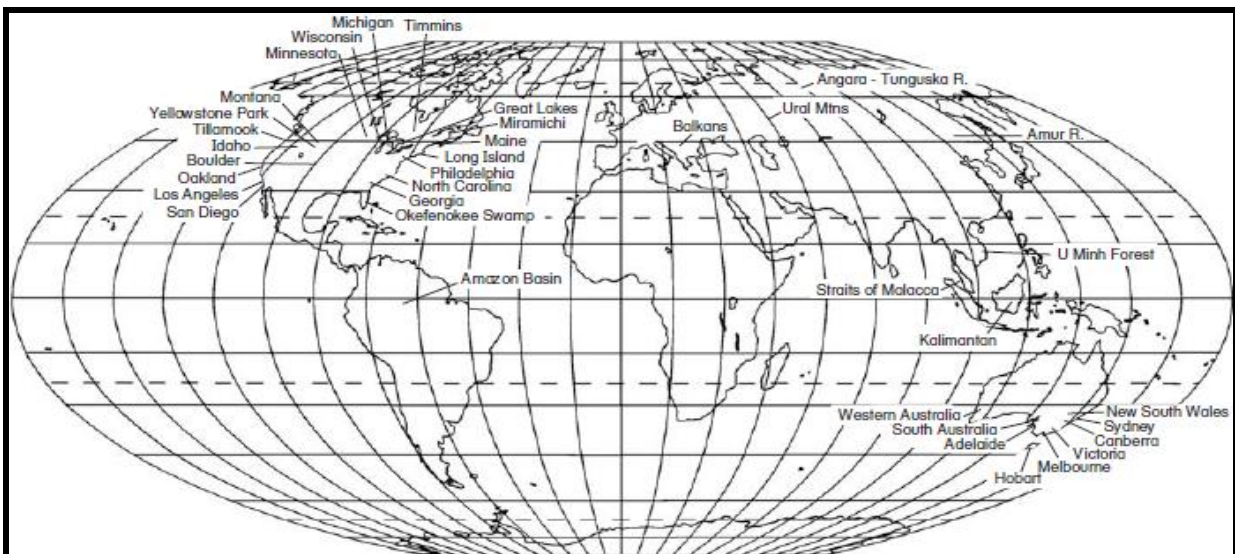 Michigan
Timmins
Wisconsin
Minnesota
Angara - Tunguska R.
Montana
Yellowstone Park
Tillamook
Idaho
Boulder
Oakland
Los Angeles
San Diego
Great Lakes
Miramichi
Maine
Long Island
Philadelphia
North Carolina
Georgia
Okefenokee Swamp
Ural Mtns
Balkans
Amur R.
U Minh Forest
Amazon Basin
Straits of Malacca
Kalimantan
Western Australia
South Australia
Adelaide
New South Wales
Sydney
Canberra
Victoria
Melbourne
Hobart